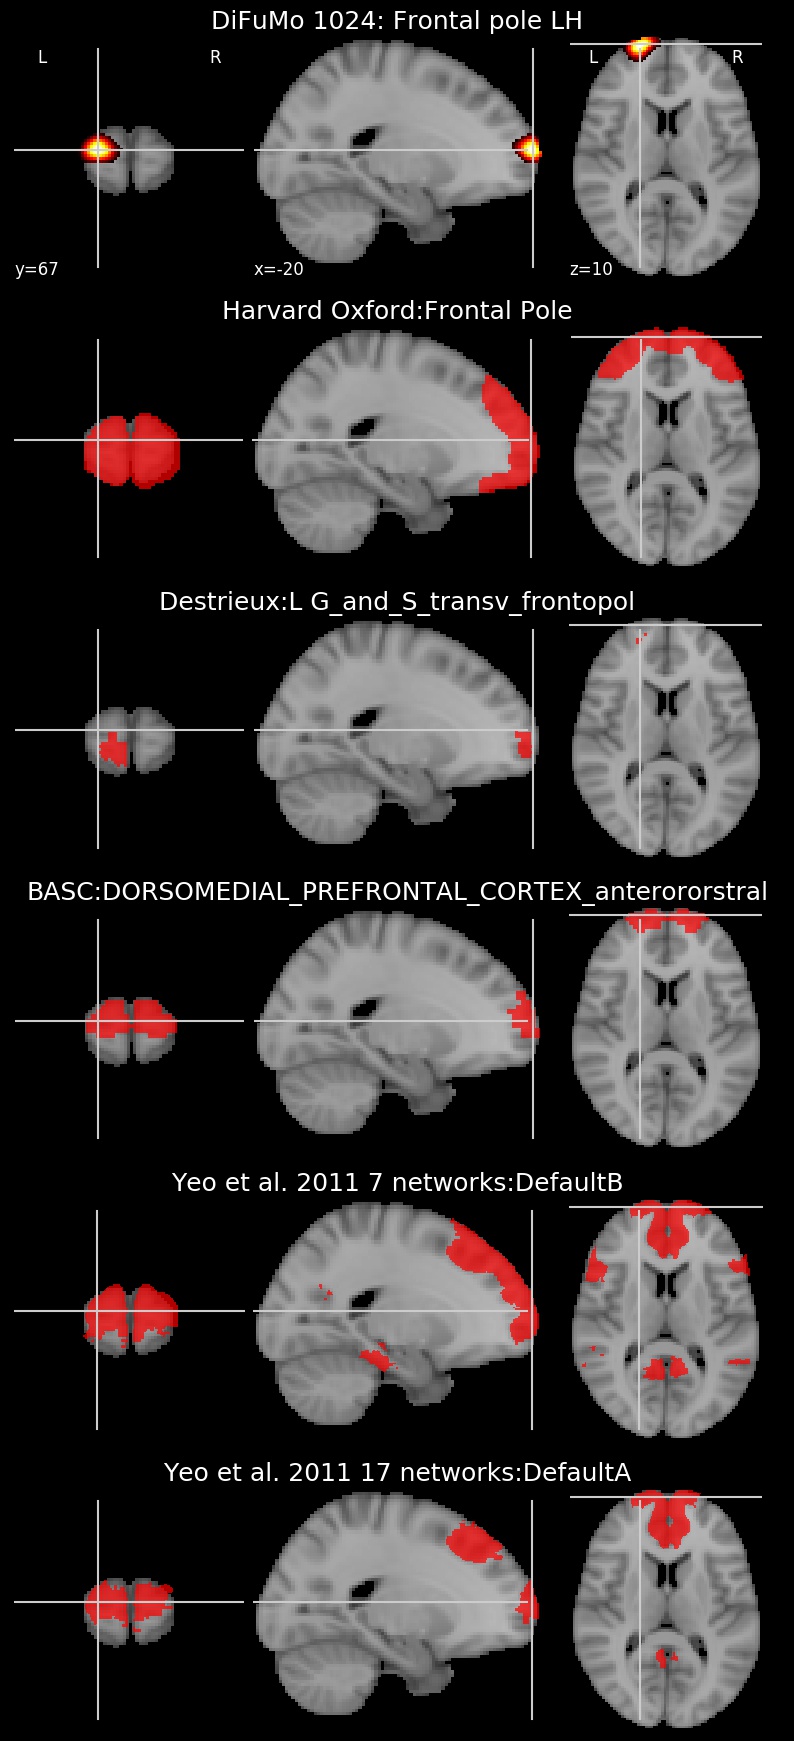 DiFuMo 1024: Frontal pole LH
L R L R
y=67 x=-20 z=10
Harvard Oxford:Frontal Pole
Destrieux:L G_and_S_transv_frontopol
BASC:DORSOMEDIAL_PREFRONTAL_CORTEX_anterororstral
Yeo et al. 2011 7 networks:DefaultB
Yeo et al. 2011 17 networks:DefaultA